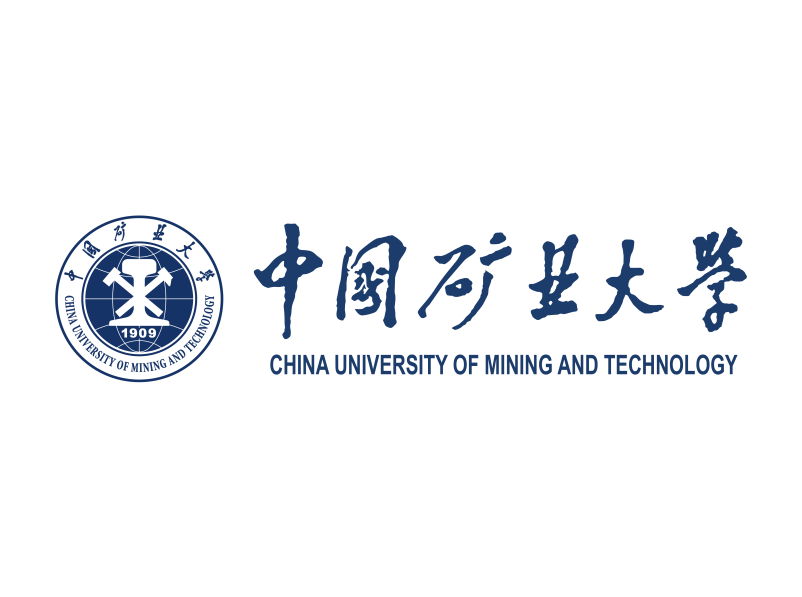 中国矿业大学
1909
CHINA UNIVERSITY OF MINING AND TECHNOLOGY
中國矿业大学
CHINA UNIVERSITY OF MINING AND TECHNOLOGY